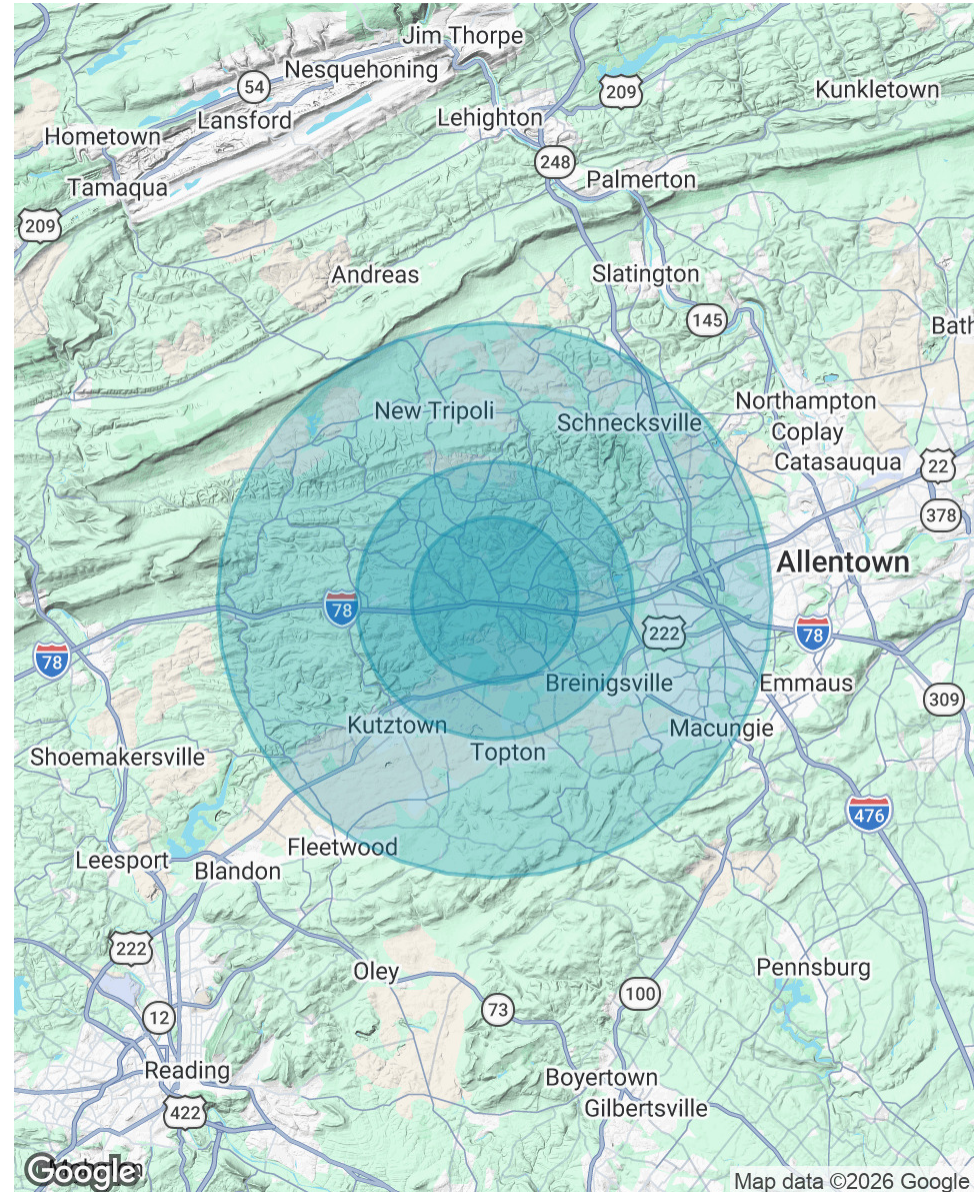 Jim Thorpe
Nesquehoning
54
209
Kunkletown
Lansford
Lehighton
Hometown
248
Tamaqua
Palmerton
209
Andreas
Slatington
145
Bath
New Tripoli
Northampton
Schnecksville
Coplay
Catasauqua
22
378
Allentown
78
222
78
78
Breinigsville
Emmaus
309
Kutztown
Macungie
Topton
Shoemakersville
476
Fleetwood
Leesport
Blandon
222
Oley
Pennsburg
100
73
12
Reading
Boyertown
422
Gilbertsville
Google
Map data ©2026 Google